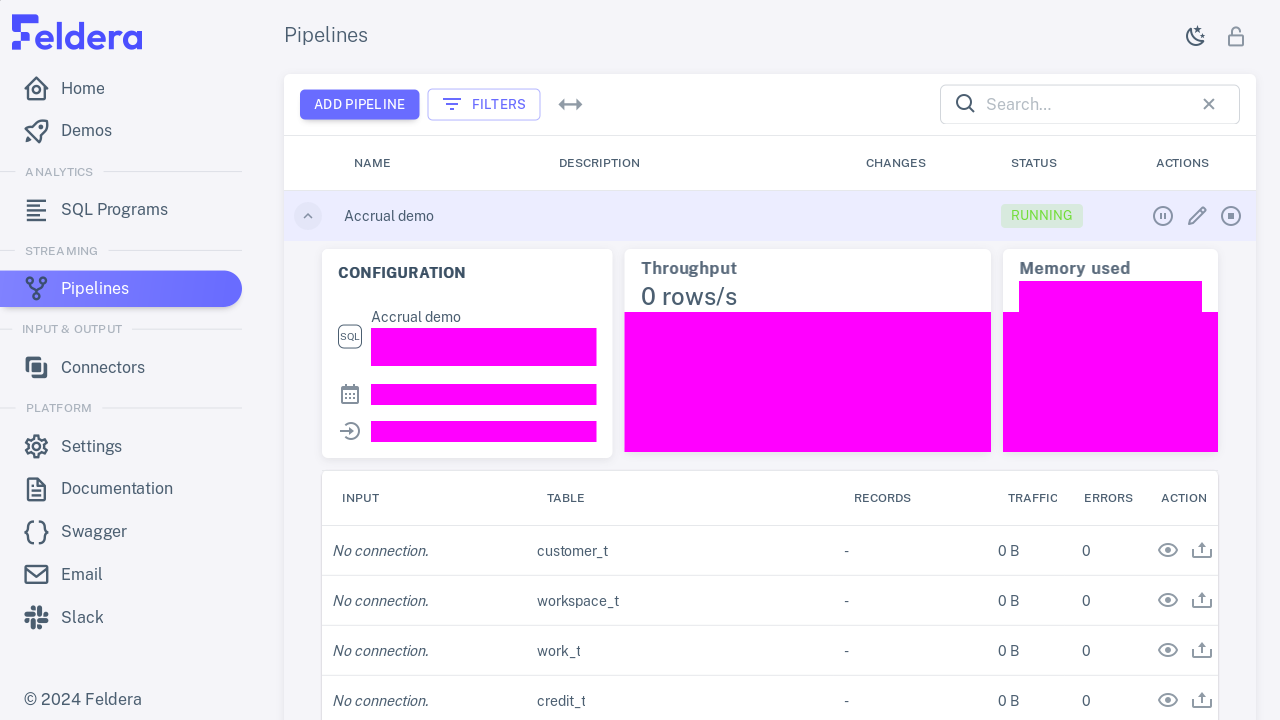 Feldera
Pipelines
Home
Demos
ANALYTICS
SQL Programs
STREAMING
Pipelines
INPUT & OUTPUT
Connectors
PLATFORM
Settings
Documentation
Swagger
Email
Slack
© 2024 Feldera
ADD PIPELINE
FILTERS
Search...
NAME DESCRIPTION CHANGES STATUS ACTIONS
Accrual demo RUNNING
CONFIGURATION
Accrual demo
SQL
Throughput
0 rows/s
Memory used
INPUT TABLE RECORDS TRAFFIC ERRORS ACTION
No connection. customer_t - 0 B 0
No connection. workspace_t - 0 B 0
No connection. work_t - 0 B 0
No connection. credit_t - 0 B 0